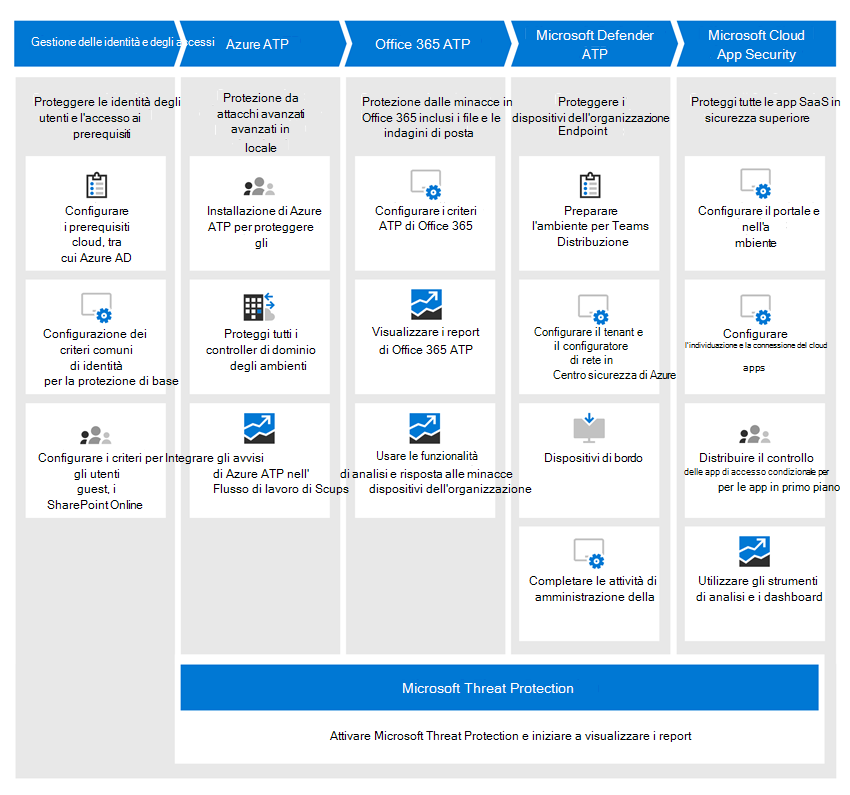 Gestione delle identità e degli accessi
Azure ATP
Office 365 ATP
Microsoft Defender
ATP
Microsoft Cloud
App Security
Proteggere le identità degli
utenti e l'accesso ai
prerequisiti
Protezione da
attacchi avanzati
avanzati in
locale
Protezione dalle minacce in
Office 365 inclusi i file e le
indagini di posta
Proteggere i
dispositivi dell'organizzazione
Endpoint
Proteggi tutte le app SaaS in
sicurezza superiore
Configurare
i prerequisiti
cloud, tra
cui Azure AD
Installazione di Azure
ATP per proteggere
gli
Configurare i criteri
ATP di Office 365
Preparare
l'ambiente per Teams
Distribuzione
Configurare il portale e
nell'a
mbiente
Configurazione dei
criteri comuni
di identità
per la protezione di base
Proteggi tutti i
controller di dominio
degli ambienti
Visualizzare i report
di Office 365 ATP
Configurare il tenant e
il configuratore
di rete in
Centro sicurezza di Azure
Configurare
l'individuazione e la connessione del cloud
apps
Configurare i criteri per
gli utenti
guest, i
SharePoint Online
Integrare gli avvisi
di Azure ATP nell'
Flusso di lavoro di Scups
Usare le funzionalità
di analisi e risposta alle minacce
dispositivi dell'organizzazione
Dispositivi di bordo
Distribuire il controllo
delle app di accesso condizionale per
per le app in primo piano
Completare le attività di
amministrazione della
Utilizzare gli strumenti
di analisi e i dashboard
Microsoft Threat Protection
Attivare Microsoft Threat Protection e iniziare a visualizzare i report